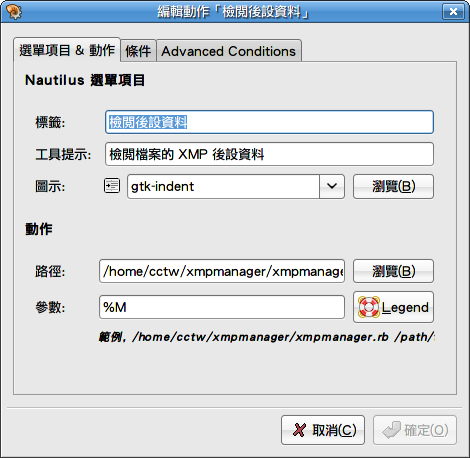 編輯動作「檢閱後設資料」
選單項目 & 動作 條件 Advanced Conditions
Nautilus 選單項目
標籤: 檢閱後設資料
工具提示: 檢閱檔案的 XMP 後設資料
圖示: gtk-indent 瀏覽(B)
動作
路徑: /home/cctw/xmpmanager/xmpmanage 瀏覽(B)
參數: %M Legend
範例, /home/cctw/xmpmanager/xmpmanager.rb /path/
取消(C) 確定(O)